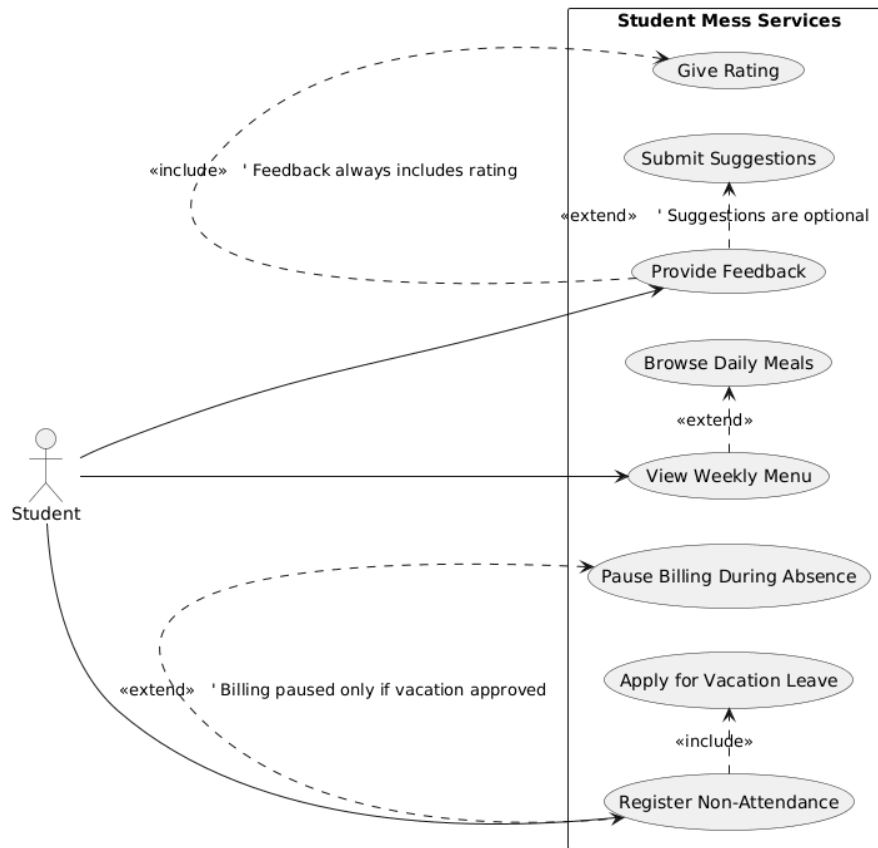 Student Mess Services
Give Rating
Submit Suggestions
«include»   ' Feedback always includes rating
«extend»   ' Suggestions are optional
Provide Feedback
Browse Daily Meals
«extend»
View Weekly Menu
Student
Pause Billing During Absence
Apply for Vacation Leave
«extend»   ' Billing paused only if vacation approved
«include»
Register Non-Attendance